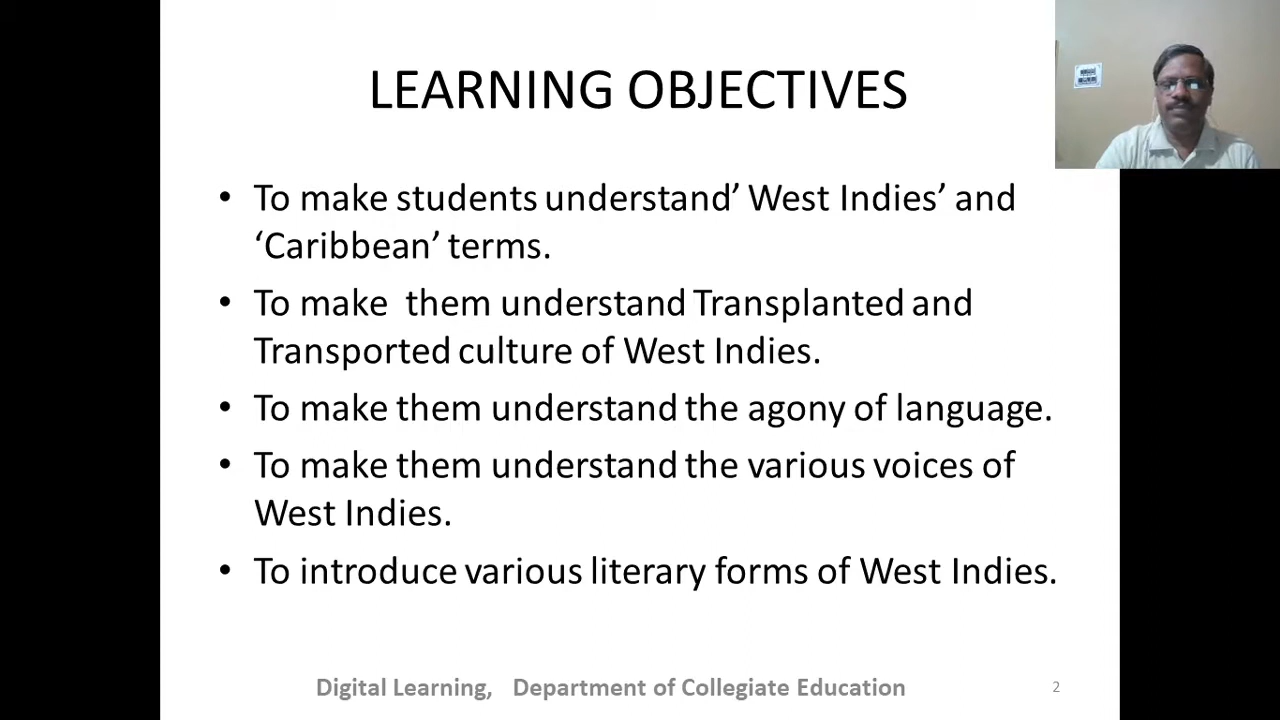 LEARNING OBJECTIVES
• To make students understand’ West Indies’ and
‘Caribbean’ terms.
• To make  them understand Transplanted and
Transported culture of West Indies.
• To make them understand the agony of language.
• To make them understand the various voices of
West Indies.
• To introduce various literary forms of West Indies.
Digital Learning,   Department of Collegiate Education
2